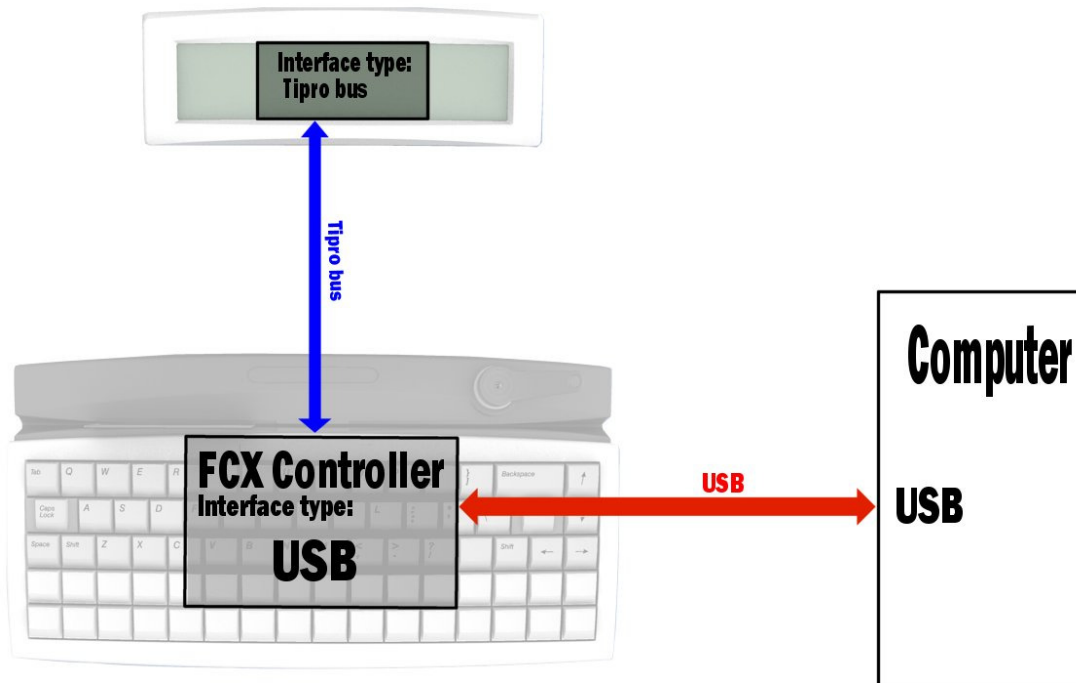 Interface type:
Tipro bus
Tipro bus
Computer
FCX Controller
Interface type:
USB
USB
USB
Tab Q W E R } Backspace ↑
Caps Lock A S D L
Space Shift Z X C V B > ? Shift ← →